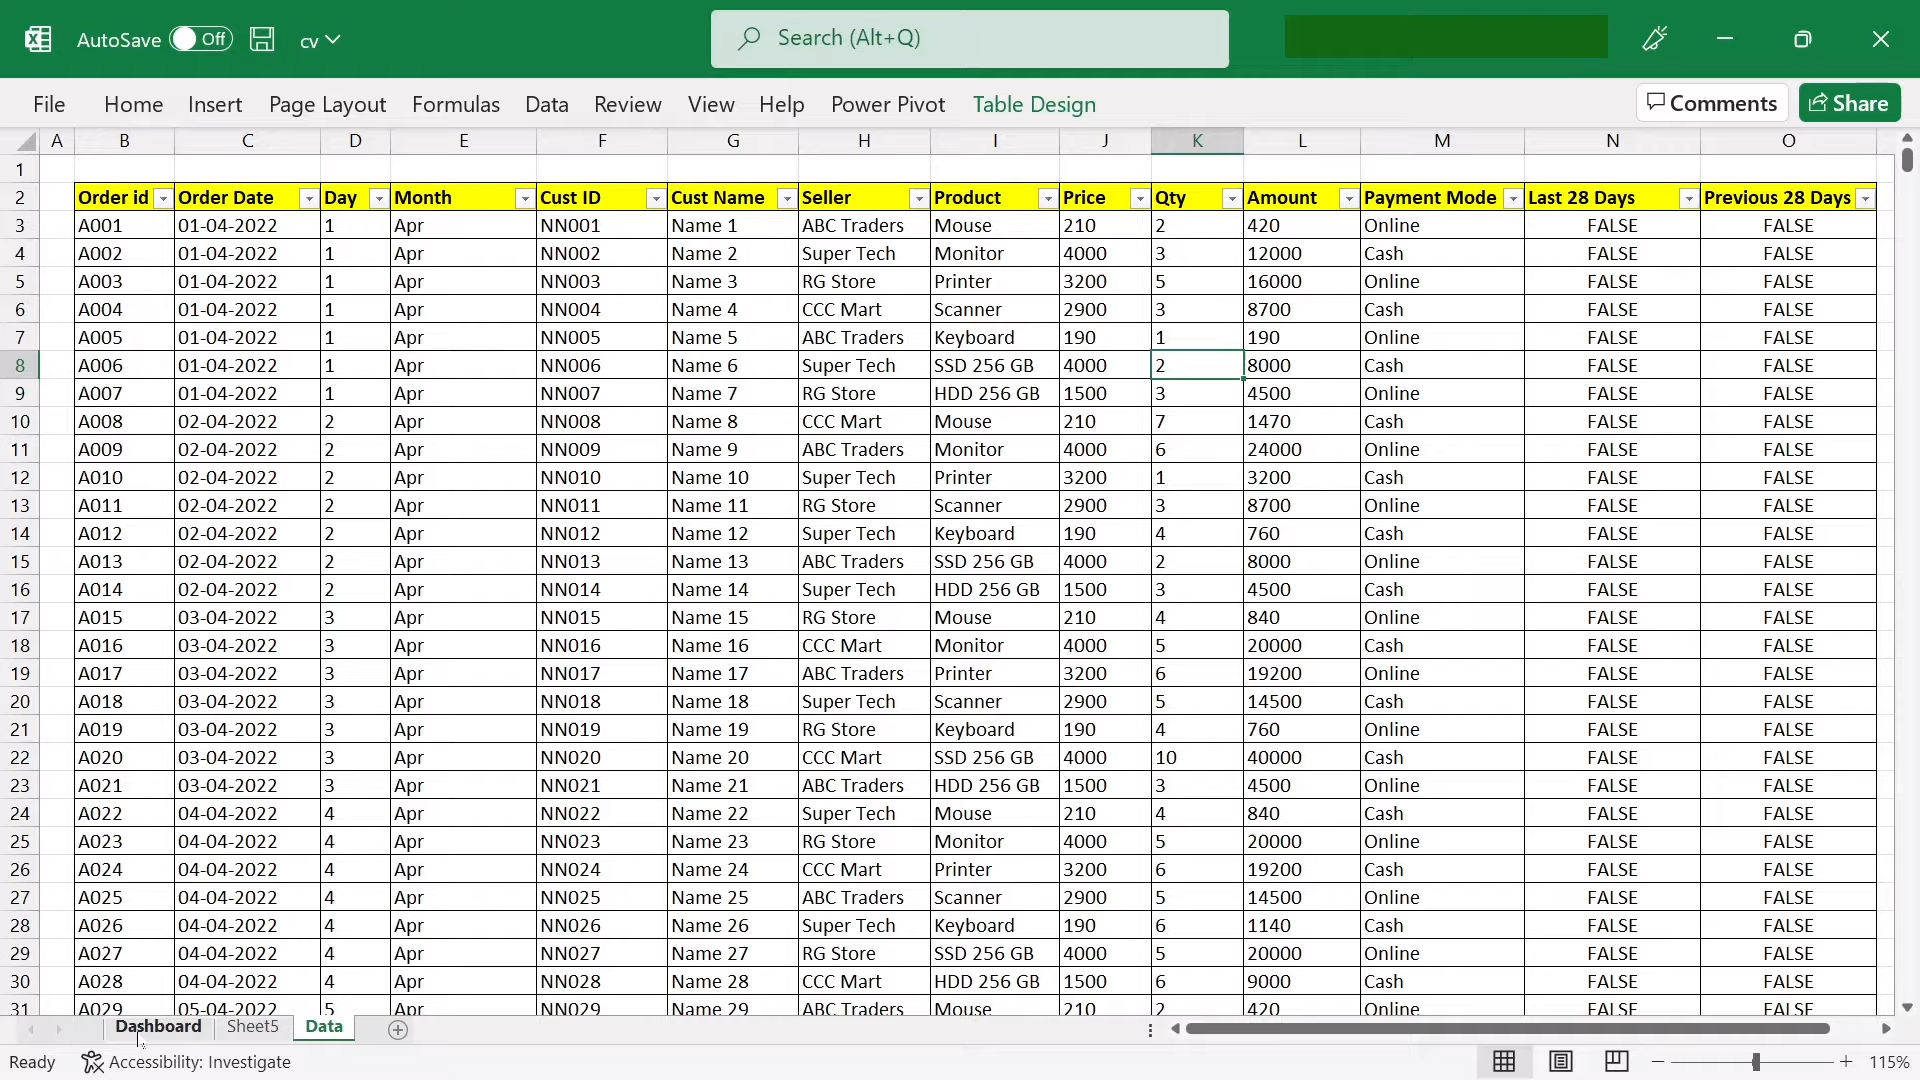 AutoSave Off cv Search (Alt+Q)
File Home Insert Page Layout Formulas Data Review View Help Power Pivot Table Design Comments Share
A B C D E F G H I J K L M N O
1
2 Order id Order Date Day Month Cust ID Cust Name Seller Product Price Qty Amount Payment Mode Last 28 Days Previous 28 Days
3 A001 01-04-2022 1 Apr NN001 Name 1 ABC Traders Mouse 210 2 420 Online FALSE FALSE
4 A002 01-04-2022 1 Apr NN002 Name 2 Super Tech Monitor 4000 3 12000 Cash FALSE FALSE
5 A003 01-04-2022 1 Apr NN003 Name 3 RG Store Printer 3200 5 16000 Online FALSE FALSE
6 A004 01-04-2022 1 Apr NN004 Name 4 CCC Mart Scanner 2900 3 8700 Cash FALSE FALSE
7 A005 01-04-2022 1 Apr NN005 Name 5 ABC Traders Keyboard 190 1 190 Online FALSE FALSE
8 A006 01-04-2022 1 Apr NN006 Name 6 Super Tech SSD 256 GB 4000 2 8000 Cash FALSE FALSE
9 A007 01-04-2022 1 Apr NN007 Name 7 RG Store HDD 256 GB 1500 3 4500 Online FALSE FALSE
10 A008 02-04-2022 2 Apr NN008 Name 8 CCC Mart Mouse 210 7 1470 Cash FALSE FALSE
11 A009 02-04-2022 2 Apr NN009 Name 9 ABC Traders Monitor 4000 6 24000 Online FALSE FALSE
12 A010 02-04-2022 2 Apr NN010 Name 10 Super Tech Printer 3200 1 3200 Cash FALSE FALSE
13 A011 02-04-2022 2 Apr NN011 Name 11 RG Store Scanner 2900 3 8700 Online FALSE FALSE
14 A012 02-04-2022 2 Apr NN012 Name 12 Super Tech Keyboard 190 4 760 Cash FALSE FALSE
15 A013 02-04-2022 2 Apr NN013 Name 13 ABC Traders SSD 256 GB 4000 2 8000 Online FALSE FALSE
16 A014 02-04-2022 2 Apr NN014 Name 14 Super Tech HDD 256 GB 1500 3 4500 Cash FALSE FALSE
17 A015 03-04-2022 3 Apr NN015 Name 15 RG Store Mouse 210 4 840 Online FALSE FALSE
18 A016 03-04-2022 3 Apr NN016 Name 16 CCC Mart Monitor 4000 5 20000 Cash FALSE FALSE
19 A017 03-04-2022 3 Apr NN017 Name 17 ABC Traders Printer 3200 6 19200 Online FALSE FALSE
20 A018 03-04-2022 3 Apr NN018 Name 18 Super Tech Scanner 2900 5 14500 Cash FALSE FALSE
21 A019 03-04-2022 3 Apr NN019 Name 19 RG Store Keyboard 190 4 760 Online FALSE FALSE
22 A020 03-04-2022 3 Apr NN020 Name 20 CCC Mart SSD 256 GB 4000 10 40000 Cash FALSE FALSE
23 A021 03-04-2022 3 Apr NN021 Name 21 ABC Traders HDD 256 GB 1500 3 4500 Online FALSE FALSE
24 A022 04-04-2022 4 Apr NN022 Name 22 Super Tech Mouse 210 4 840 Cash FALSE FALSE
25 A023 04-04-2022 4 Apr NN023 Name 23 RG Store Monitor 4000 5 20000 Online FALSE FALSE
26 A024 04-04-2022 4 Apr NN024 Name 24 CCC Mart Printer 3200 6 19200 Cash FALSE FALSE
27 A025 04-04-2022 4 Apr NN025 Name 25 ABC Traders Scanner 2900 5 14500 Online FALSE FALSE
28 A026 04-04-2022 4 Apr NN026 Name 26 Super Tech Keyboard 190 6 1140 Cash FALSE FALSE
29 A027 04-04-2022 4 Apr NN027 Name 27 RG Store SSD 256 GB 4000 5 20000 Online FALSE FALSE
30 A028 04-04-2022 4 Apr NN028 Name 28 CCC Mart HDD 256 GB 1500 6 9000 Cash FALSE FALSE
31 A029 05-04-2022 5 Apr NN029 Name 29 ABC Traders Mouse 210 2 420 Online FALSE FALSE
Dashboard Sheet5 Data
Ready Accessibility: Investigate 115%